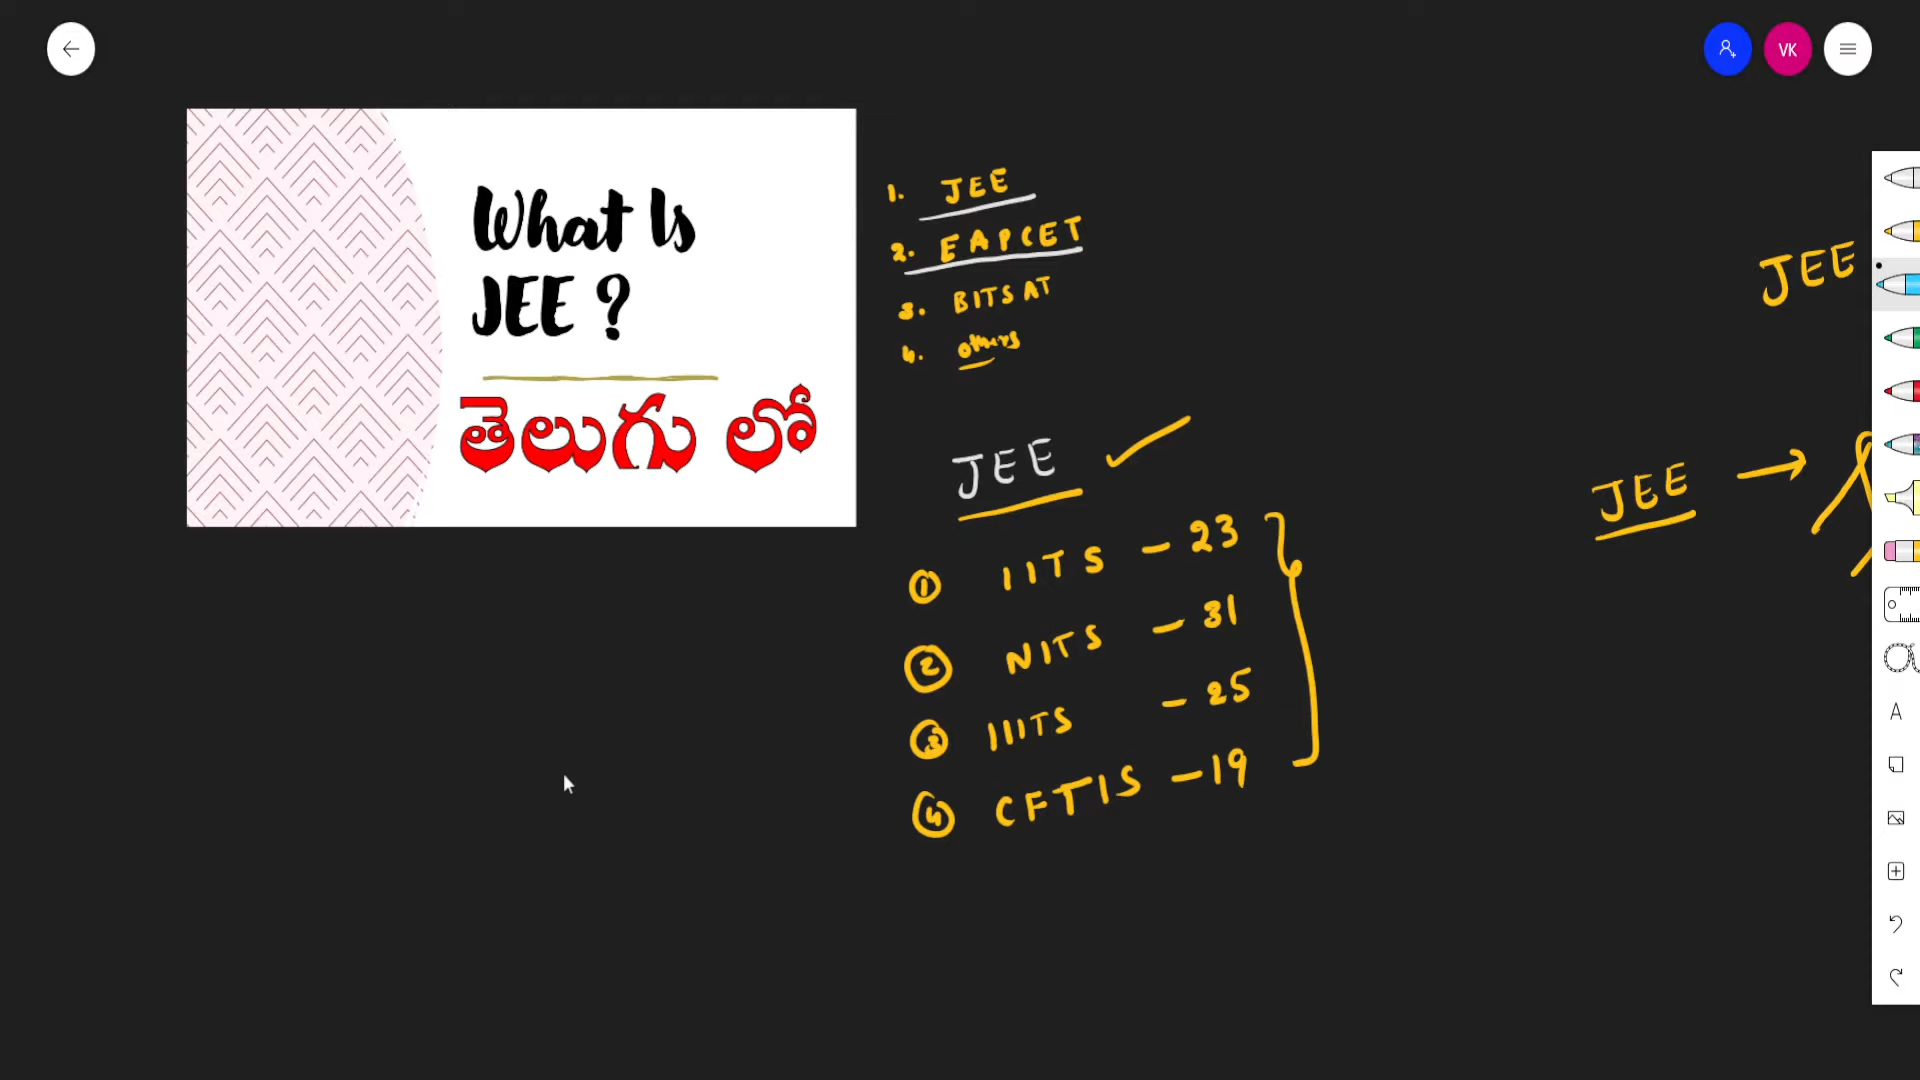 VK
What Is
JEE ?
తెలుగు లో
1. JEE
2. EAPCET
3. BITSAT
4. others
JEE
① IITS - 23
② NITS - 31
③ IIITS - 25
④ CFTIS - 19
JEE
JEE →
A